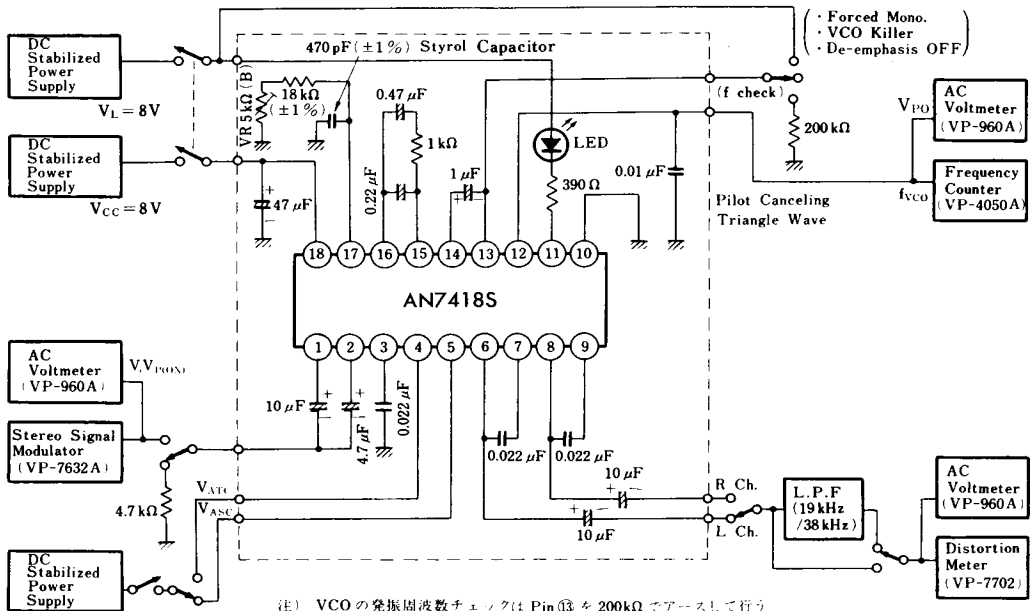 DC
Stabilized
Power
Supply
V_L=8V
DC
Stabilized
Power
Supply
V_CC=8V
470pF(±1%) Styrol Capacitor
VR5kΩ(B)
18kΩ
(±1%)
0.47μF
1kΩ
0.22μF
1μF
+
−
47μF
+
−
LED
390Ω
0.01μF
(f check)
· Forced Mono.
· VCO Killer
· De-emphasis OFF
200kΩ
V_PO
AC
Voltmeter
(VP-960A)
f_VCO
Frequency
Counter
(VP-4050A)
Pilot Canceling
Triangle Wave
18 17 16 15 14 13 12 11 10
AN7418S
1 2 3 4 5 6 7 8 9
AC
Voltmeter
(VP-960A)
V_i V_P(ON)
Stereo Signal
Modulator
(VP-7632A)
4.7kΩ
10μF
+
−
4.7μF
+
−
0.022μF
0.022μF
0.022μF
V_ATC
V_ASC
DC
Stabilized
Power
Supply
10μF
+
−
10μF
+
−
R Ch.
L Ch.
L.P.F
(19kHz
/38kHz)
AC
Voltmeter
(VP-960A)
Distortion
Meter
(VP-7702)
注) VCOの発振周波数チェックはPin⑬を200kΩでアースして行う